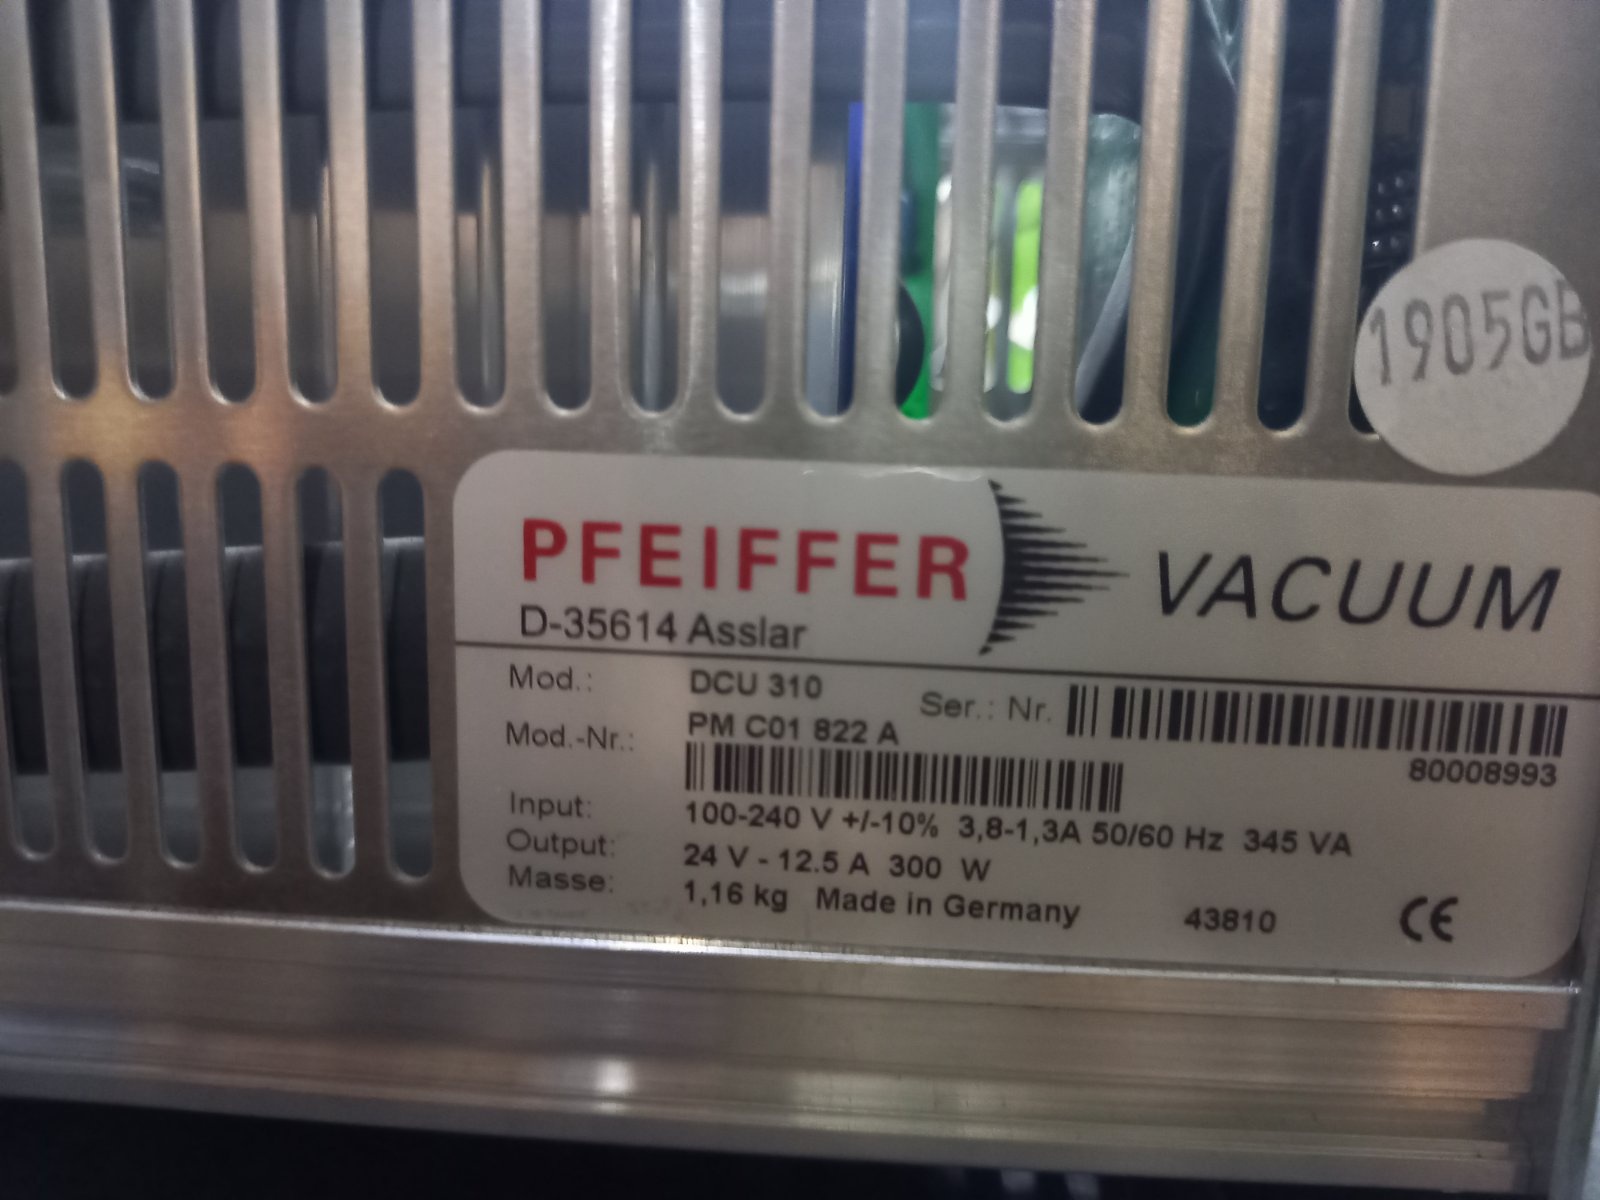 1905GB
PFEIFFER VACUUM
D-35614 Asslar
Mod.: DCU 310 Ser.: Nr.
Mod.-Nr.: PM C01 822 A
80008993
Input: 100-240 V +/-10% 3,8-1,3A 50/60 Hz 345 VA
Output: 24 V - 12.5 A 300 W
Masse: 1,16 kg Made in Germany 43810 CE